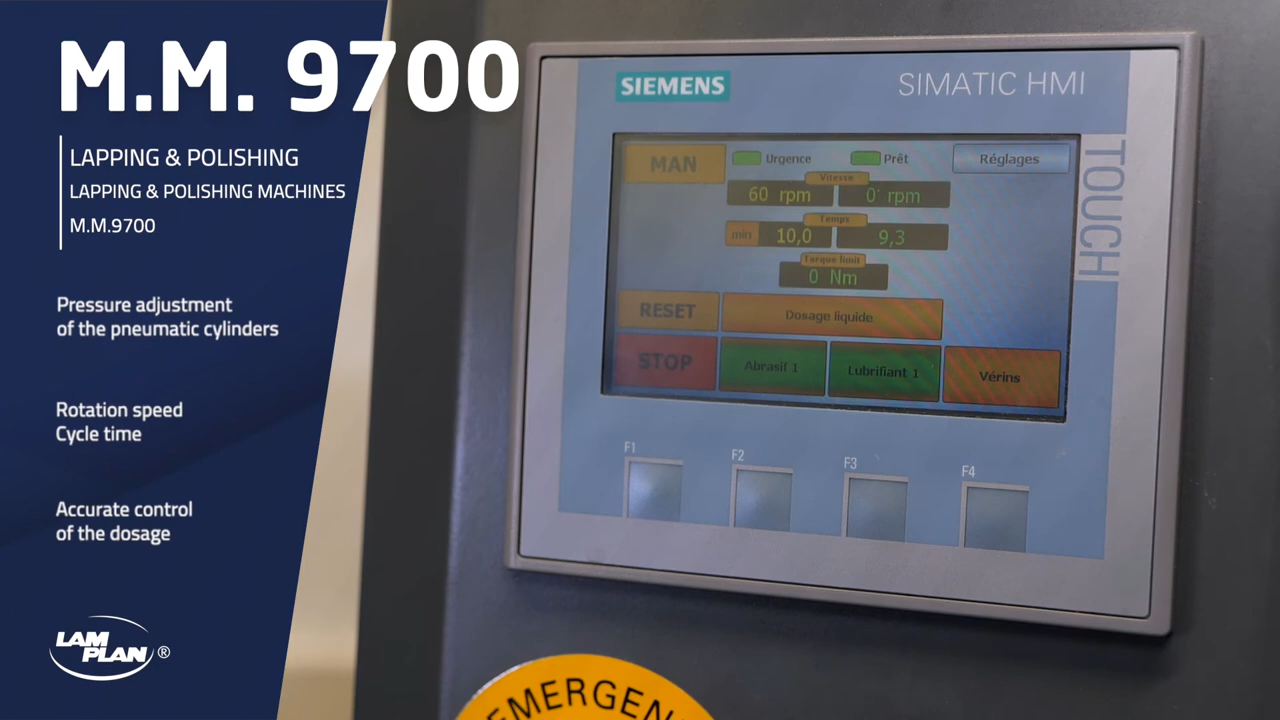 M.M. 9700
LAPPING & POLISHING
LAPPING & POLISHING MACHINES
M.M.9700
Pressure adjustment
of the pneumatic cylinders
Rotation speed
Cycle time
Accurate control
of the dosage
LAM
PLAN ®
SIEMENS
SIMATIC HMI
TOUCH
MAN
Urgence
Prêt
Réglages
Vitesse
60 rpm
0 rpm
Temps
min 10,0
9,3
Torque limit
0 Nm
RESET
Dosage liquide
STOP
Abrasif 1
Lubrifiant 1
Vérins
F1
F2
F3
F4